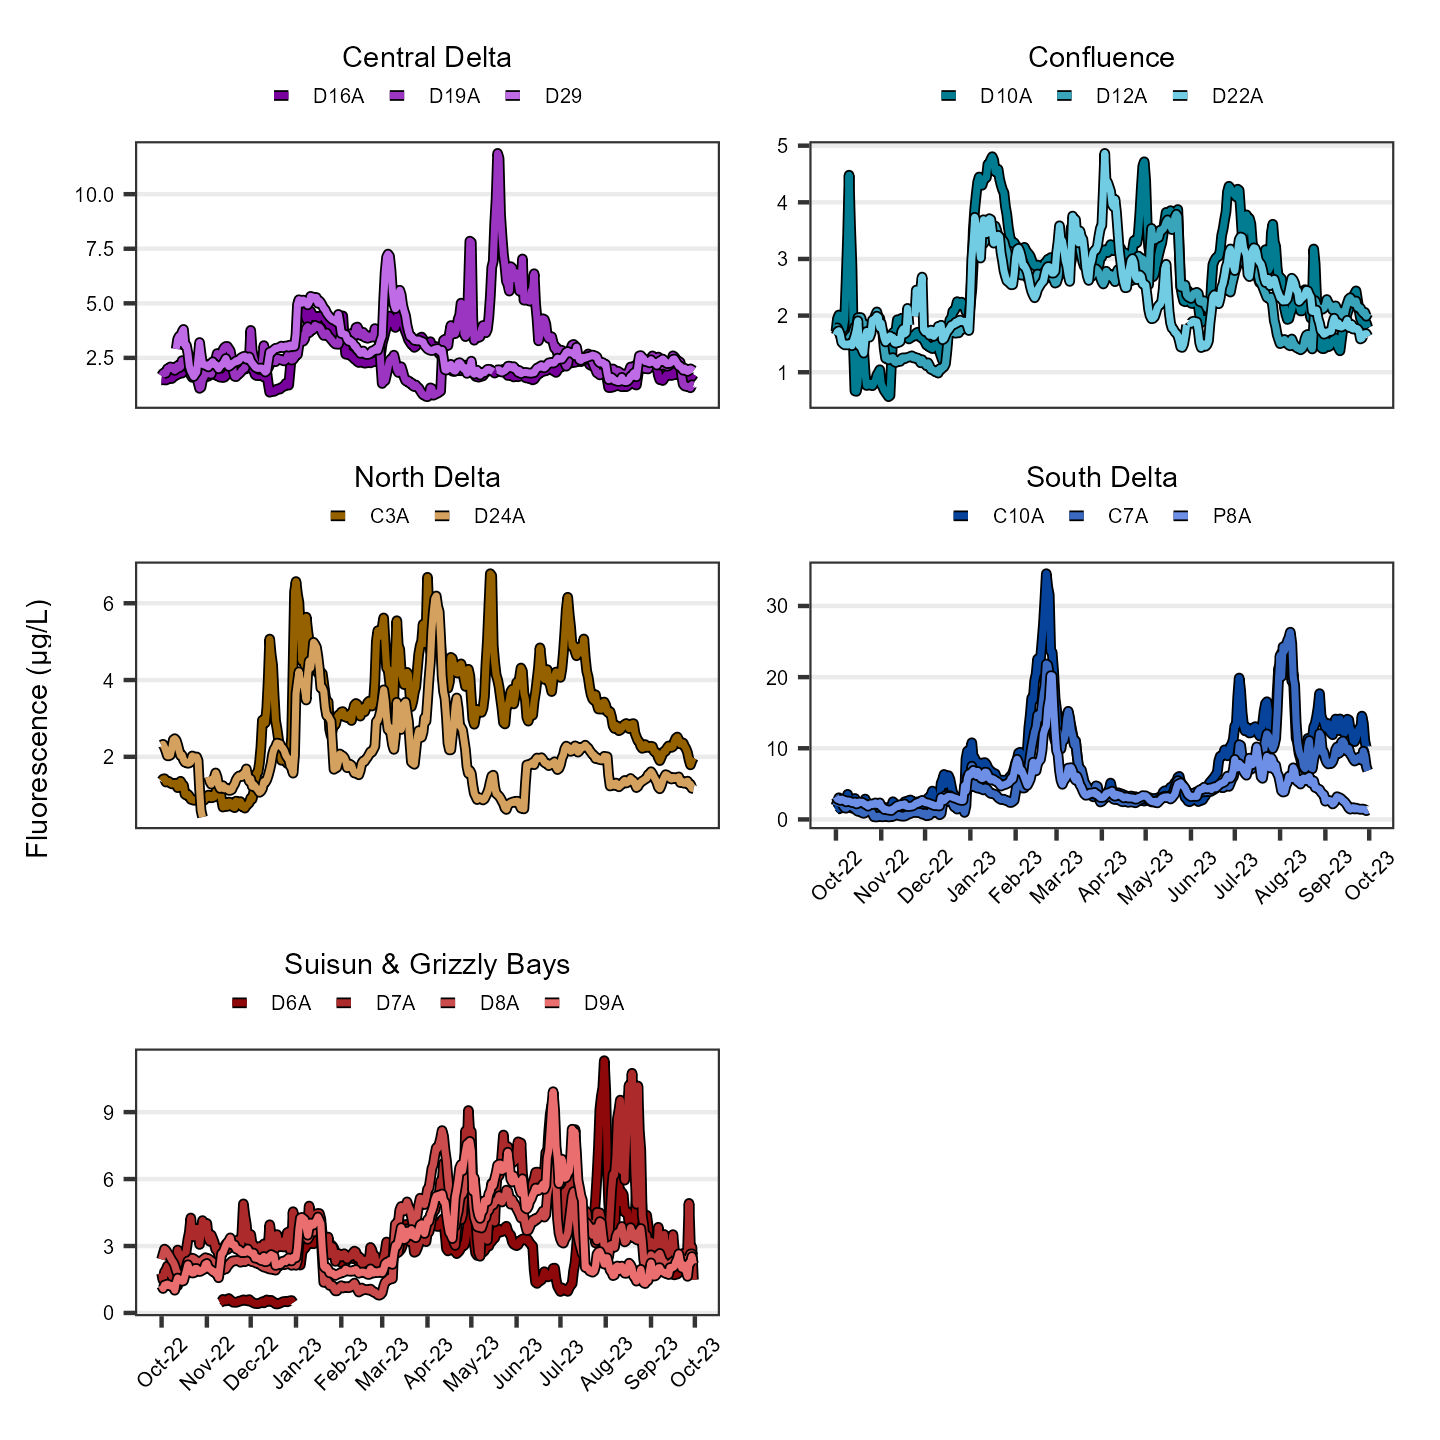 Central Delta
D16A D19A D29
10.0
7.5
5.0
2.5
Confluence
D10A D12A D22A
5
4
3
2
1
Fluorescence (µg/L)
North Delta
C3A D24A
6
4
2
South Delta
C10A C7A P8A
30
20
10
0
Oct-22 Nov-22 Dec-22 Jan-23 Feb-23 Mar-23 Apr-23 May-23 Jun-23 Jul-23 Aug-23 Sep-23 Oct-23
Suisun & Grizzly Bays
D6A D7A D8A D9A
9
6
3
0
Oct-22 Nov-22 Dec-22 Jan-23 Feb-23 Mar-23 Apr-23 May-23 Jun-23 Jul-23 Aug-23 Sep-23 Oct-23